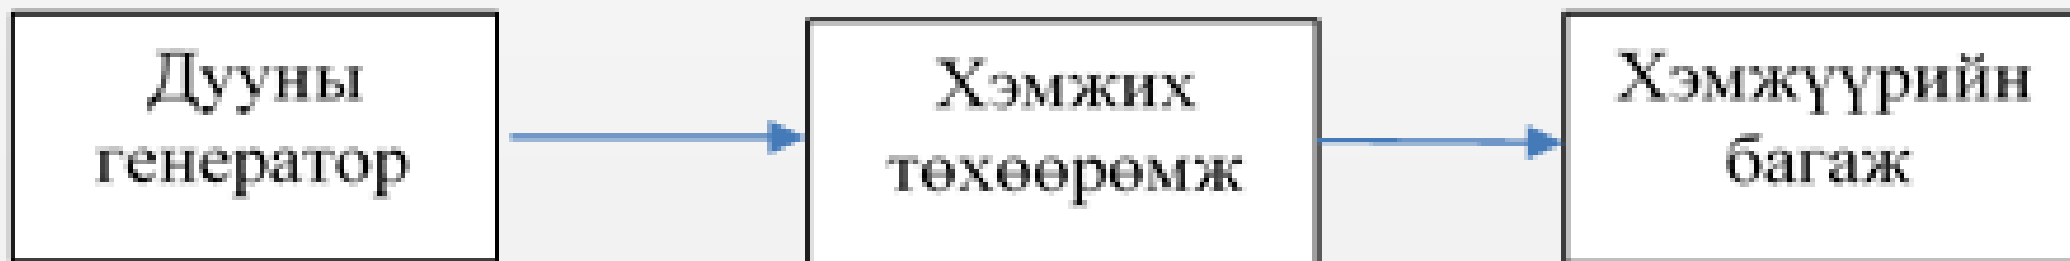 Дууны
генератор
Хэмжих
төхөөрөмж
Хэмжүүрийн
багаж